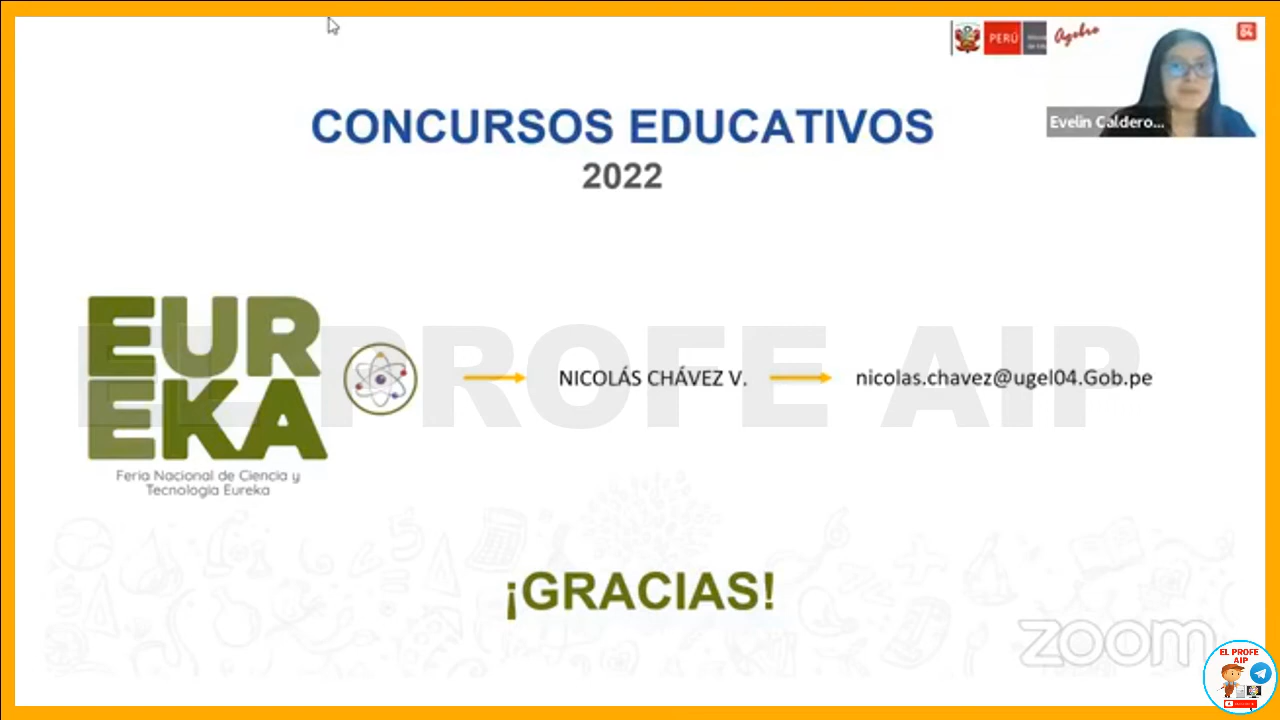 PERÚ
Evelin Caldero...
CONCURSOS EDUCATIVOS
2022
EUR
EKA
Feria Nacional de Ciencia y
Tecnología Eureka
NICOLÁS CHÁVEZ V.
nicolas.chavez@ugel04.Gob.pe
EL PROFE AIP
¡GRACIAS!
zoom
EL PROFE
AIP